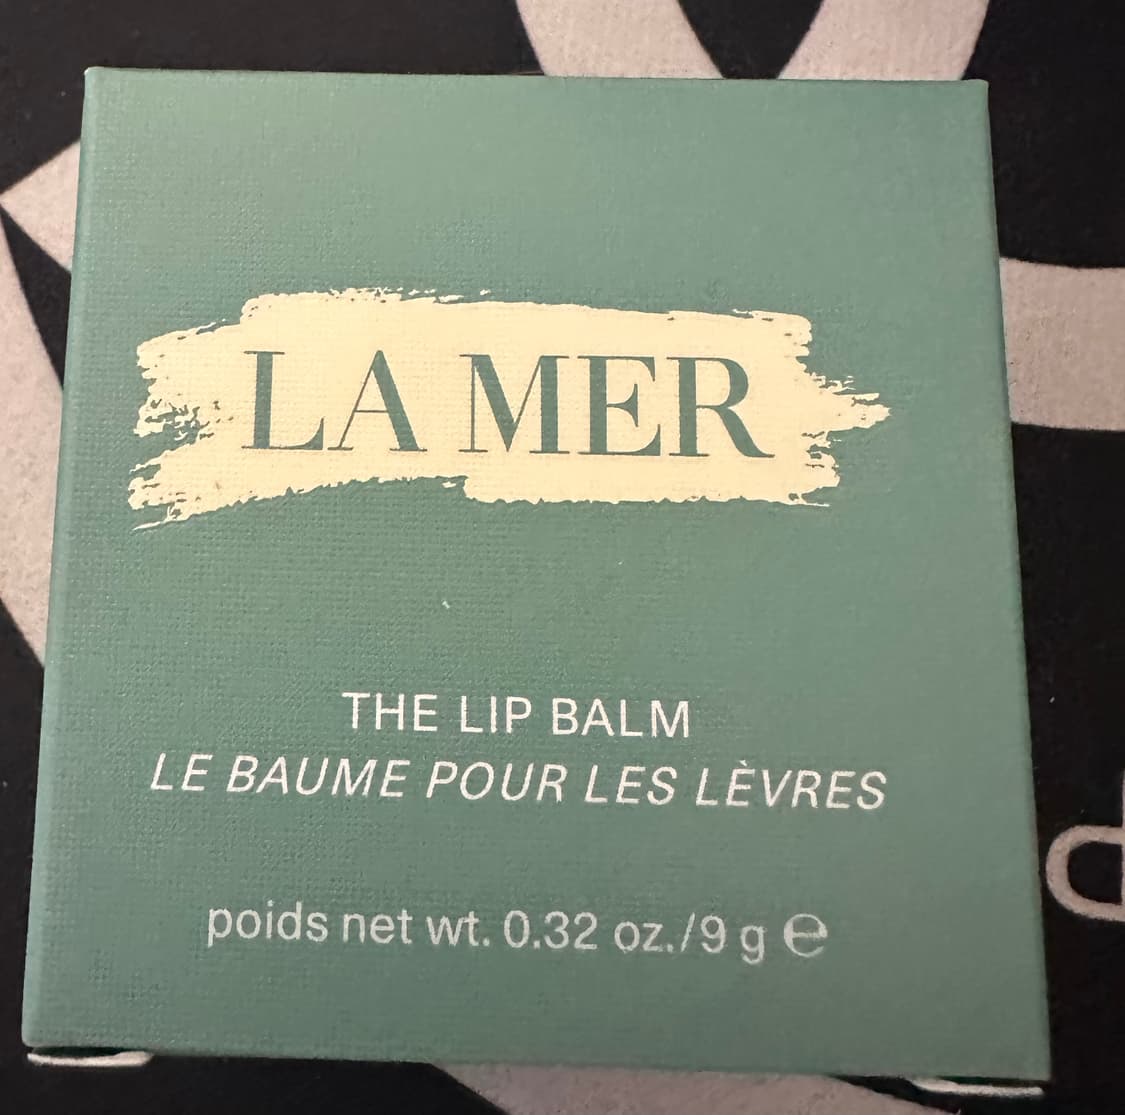 LA MER
THE LIP BALM
LE BAUME POUR LES LÈVRES
poids net wt. 0.32 oz./9 g ℮